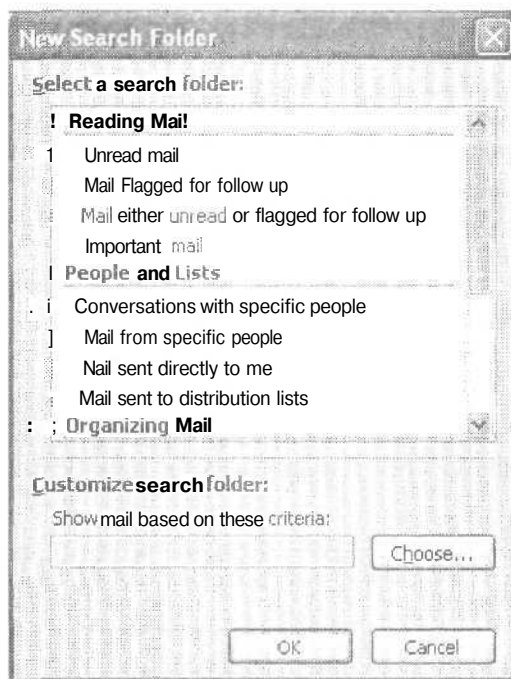 New Search Folder
Select a search folder:
! Reading Mai!
1 Unread mail
Mail Flagged for follow up
Mail either unread or flagged for follow up
Important mail
l People and Lists
. i Conversations with specific people
] Mail from specific people
Nail sent directly to me
Mail sent to distribution lists
: ; Organizing Mail
Customize search folder:
Show mail based on these criteria:
Choose...
OK Cancel